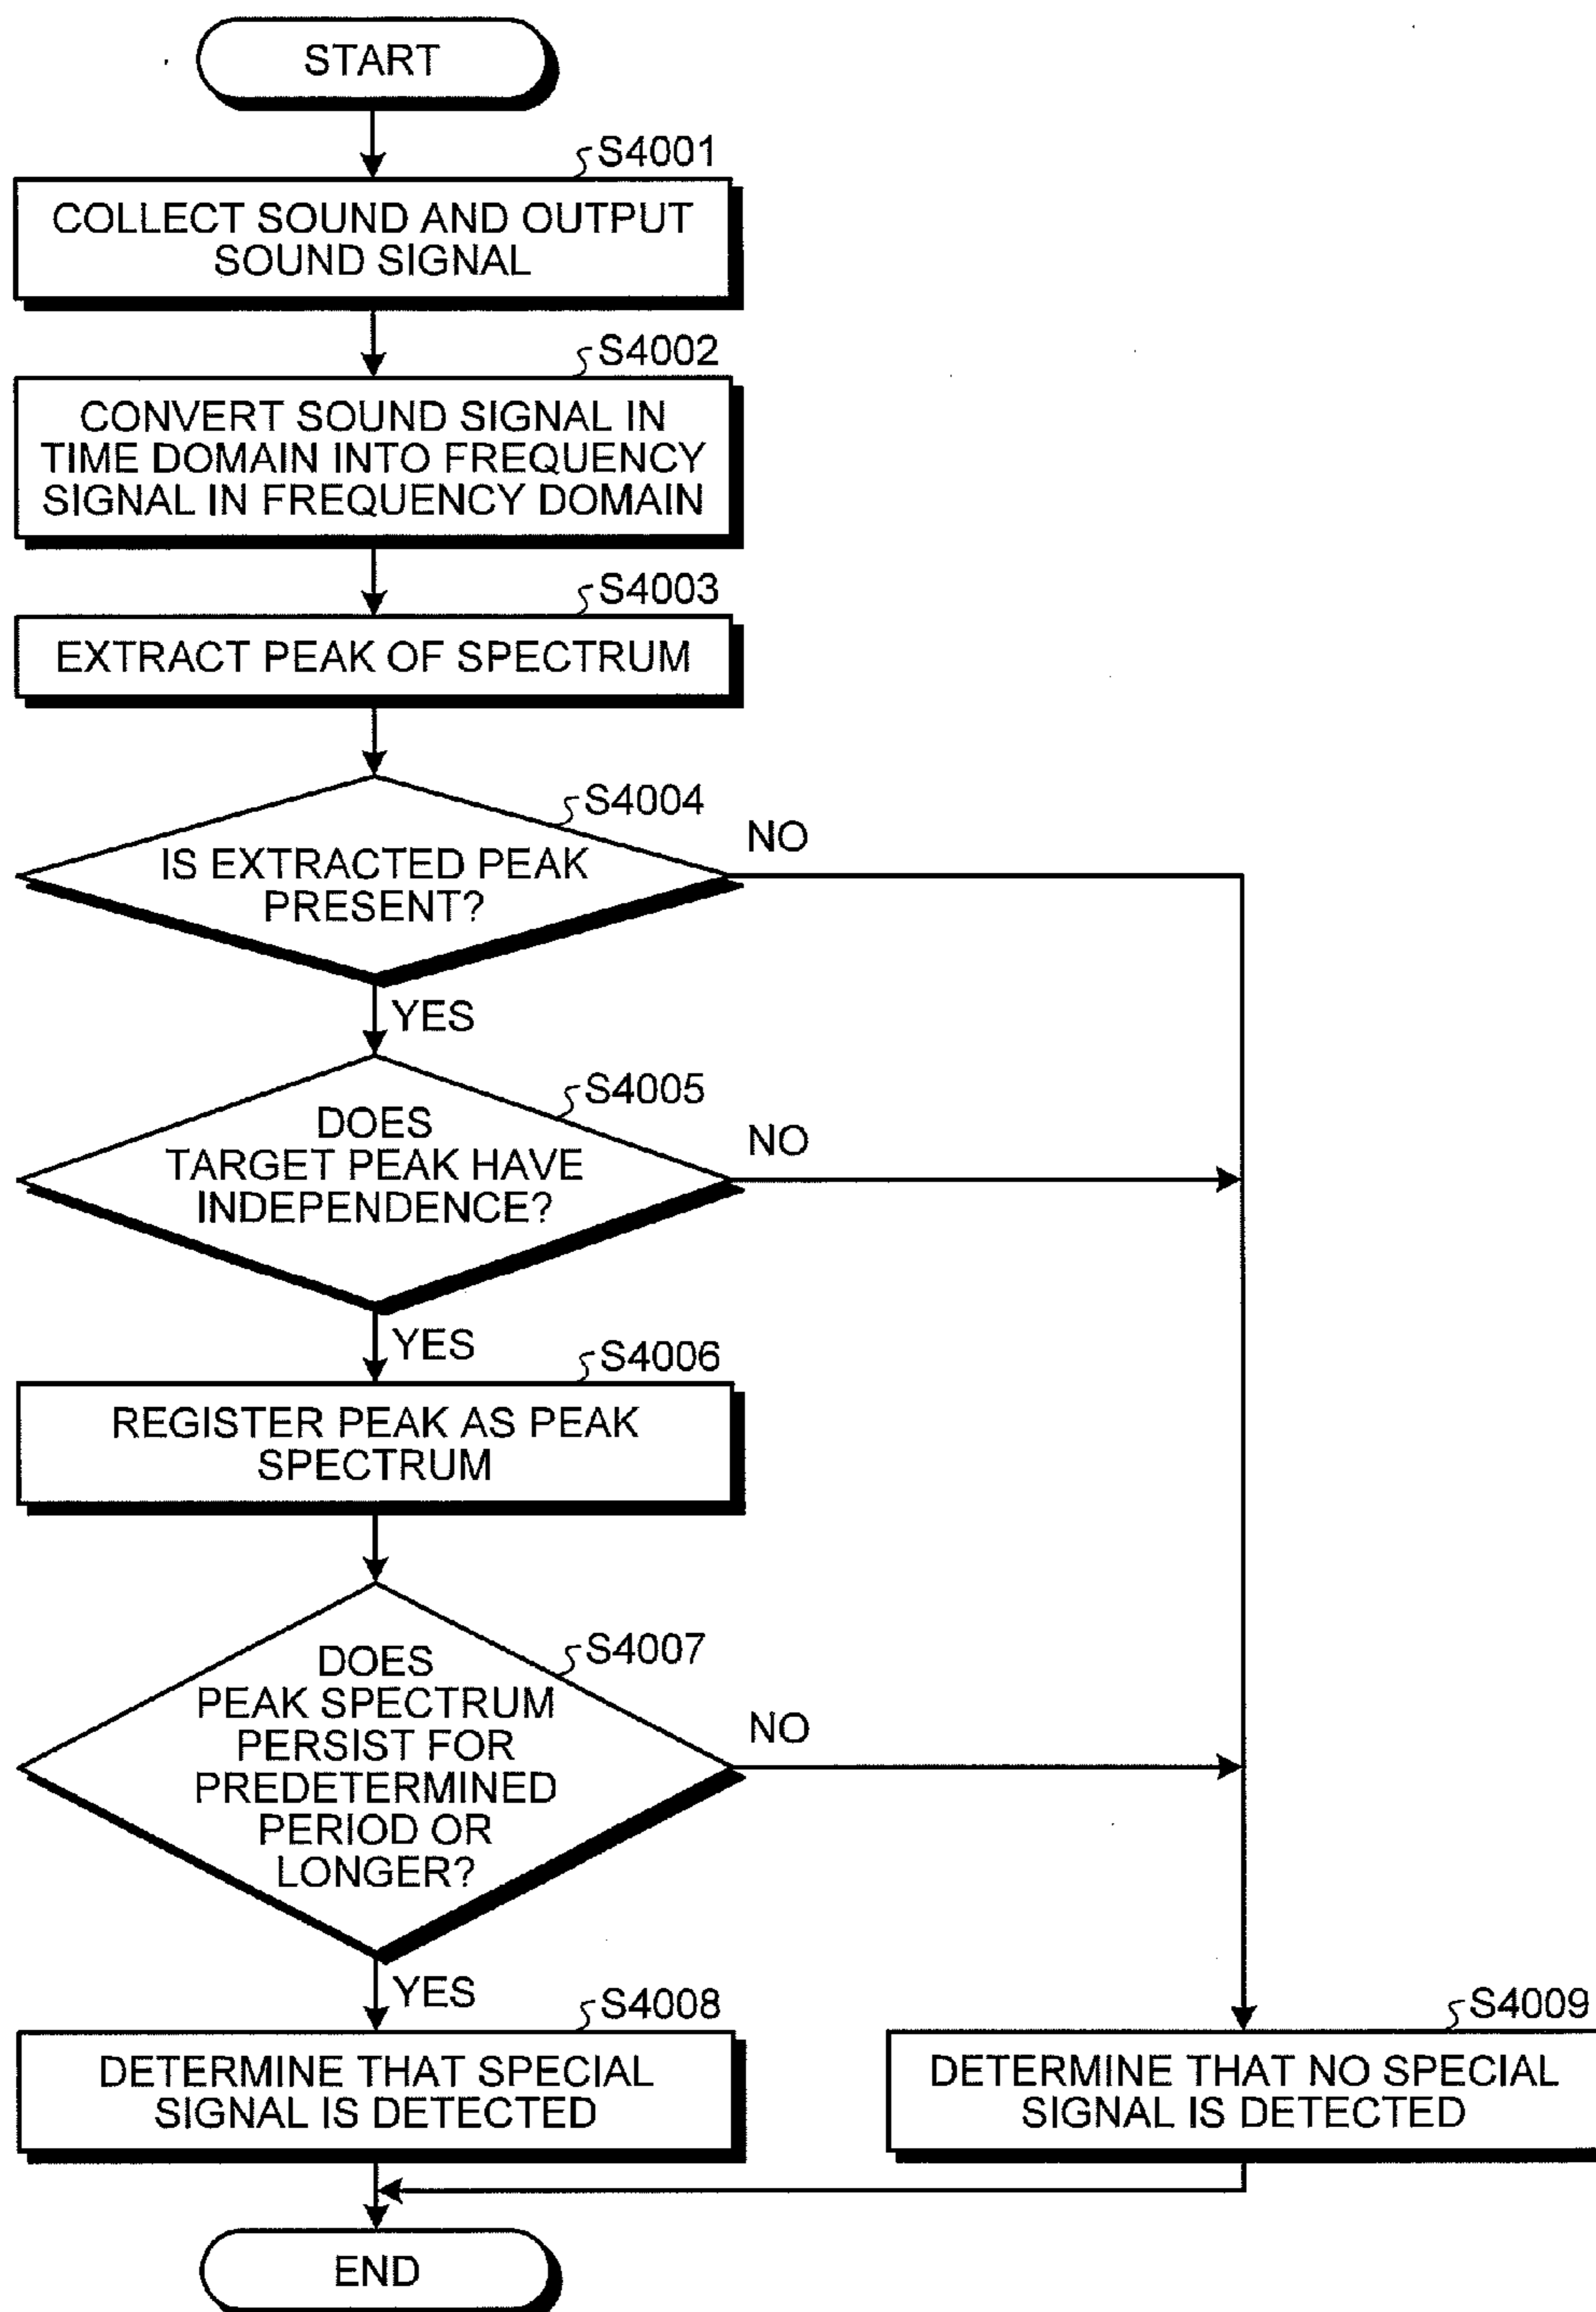 START
S4001
COLLECT SOUND AND OUTPUT
SOUND SIGNAL
S4002
CONVERT SOUND SIGNAL IN
TIME DOMAIN INTO FREQUENCY
SIGNAL IN FREQUENCY DOMAIN
S4003
EXTRACT PEAK OF SPECTRUM
S4004
NO
IS EXTRACTED PEAK
PRESENT?
YES
S4005
DOES
NO
TARGET PEAK HAVE
INDEPENDENCE?
YES
S4006
REGISTER PEAK AS PEAK
SPECTRUM
S4007
DOES
PEAK SPECTRUM
NO
PERSIST FOR
PREDETERMINED
PERIOD OR
LONGER?
YES
S4008
S4009
DETERMINE THAT SPECIAL
SIGNAL IS DETECTED
DETERMINE THAT NO SPECIAL
SIGNAL IS DETECTED
END